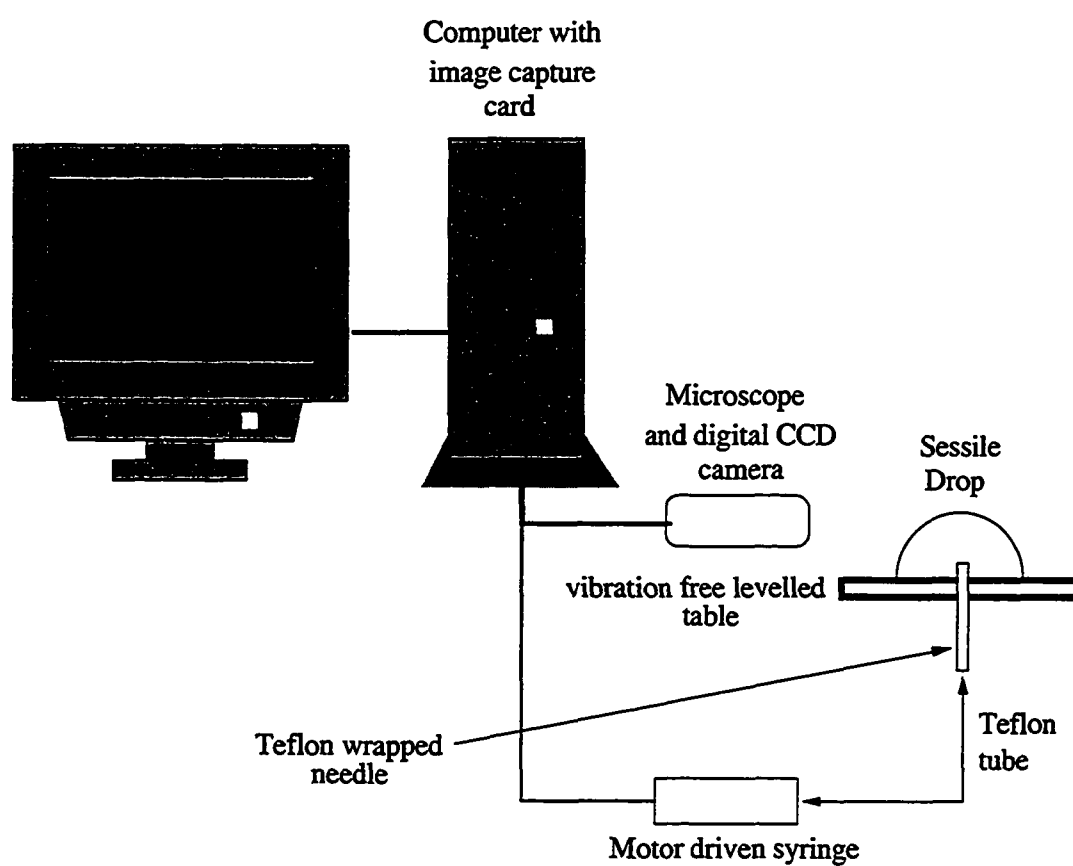 Computer with
image capture
card
Microscope
and digital CCD
camera
Sessile
Drop
vibration free levelled
table
Teflon wrapped
needle
Teflon
tube
Motor driven syringe